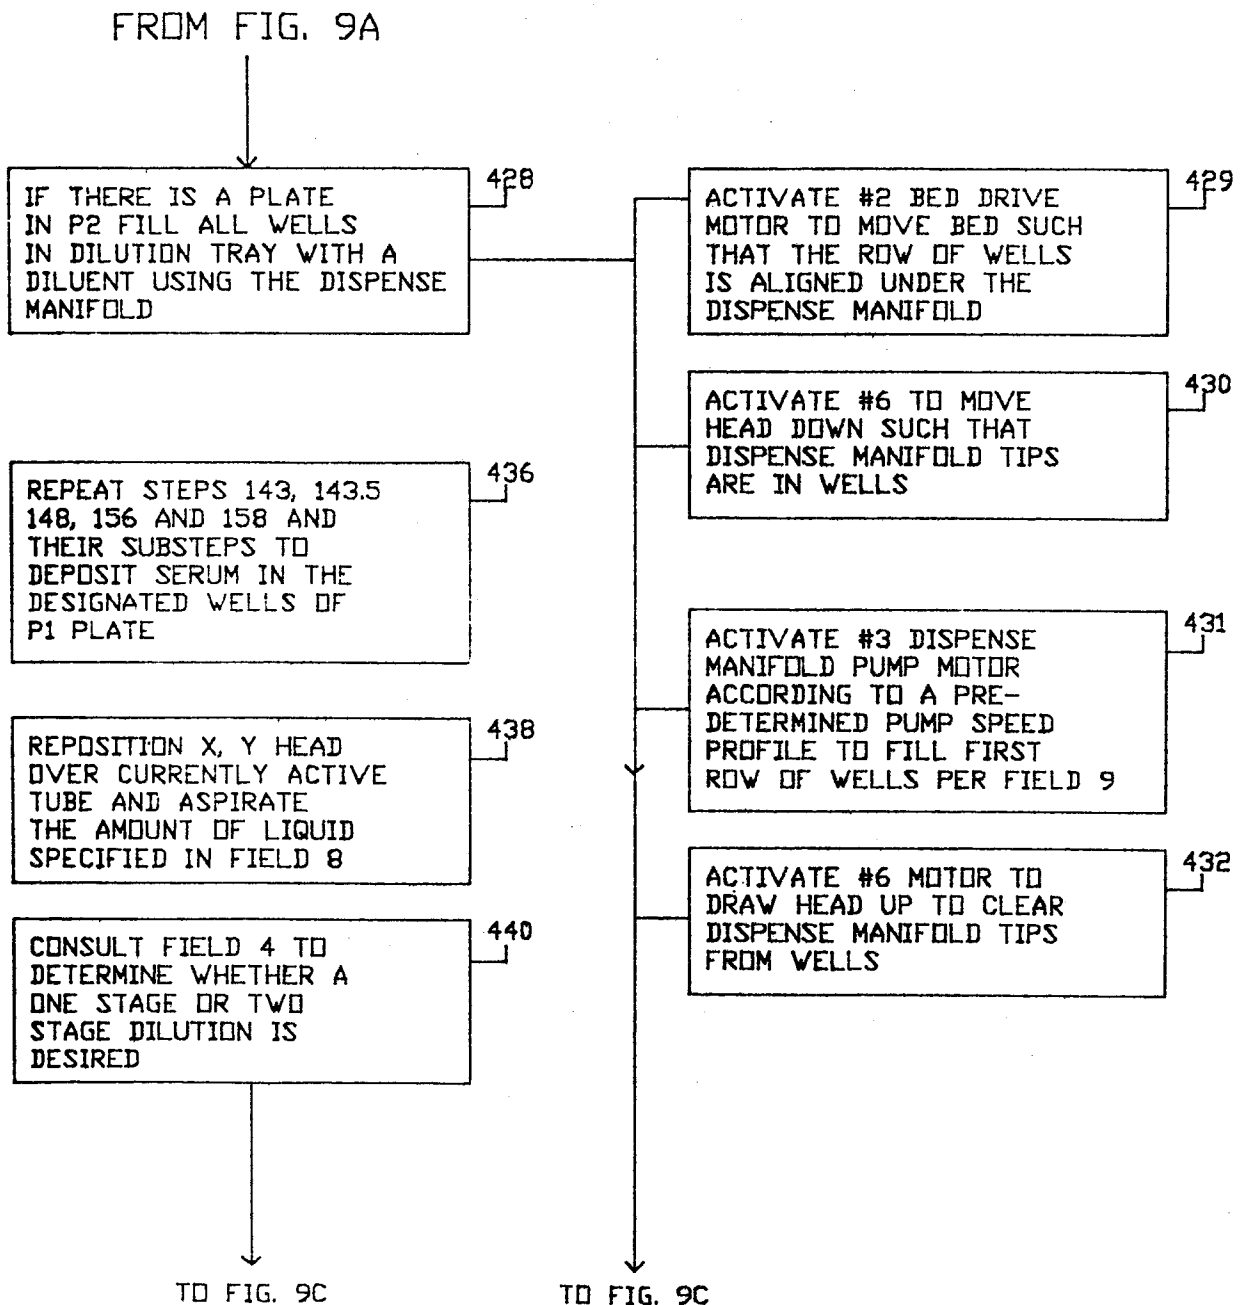 FROM FIG. 9A
IF THERE IS A PLATE
IN P2 FILL ALL WELLS
IN DILUTION TRAY WITH A
DILUENT USING THE DISPENSE
MANIFOLD
428
REPEAT STEPS 143, 143.5
148, 156 AND 158 AND
THEIR SUBSTEPS TO
DEPOSIT SERUM IN THE
DESIGNATED WELLS OF
P1 PLATE
436
REPOSITION X, Y HEAD
OVER CURRENTLY ACTIVE
TUBE AND ASPIRATE
THE AMOUNT OF LIQUID
SPECIFIED IN FIELD 8
438
CONSULT FIELD 4 TO
DETERMINE WHETHER A
ONE STAGE OR TWO
STAGE DILUTION IS
DESIRED
440
TO FIG. 9C
ACTIVATE #2 BED DRIVE
MOTOR TO MOVE BED SUCH
THAT THE ROW OF WELLS
IS ALIGNED UNDER THE
DISPENSE MANIFOLD
429
ACTIVATE #6 TO MOVE
HEAD DOWN SUCH THAT
DISPENSE MANIFOLD TIPS
ARE IN WELLS
430
ACTIVATE #3 DISPENSE
MANIFOLD PUMP MOTOR
ACCORDING TO A PRE-
DETERMINED PUMP SPEED
PROFILE TO FILL FIRST
ROW OF WELLS PER FIELD 9
431
ACTIVATE #6 MOTOR TO
DRAW HEAD UP TO CLEAR
DISPENSE MANIFOLD TIPS
FROM WELLS
432
TO FIG. 9C